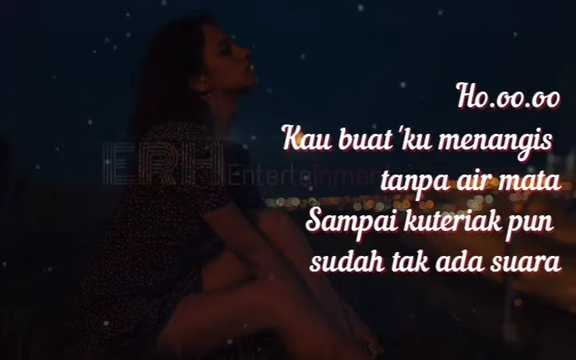 Ho.oo.oo
Kau buat 'ku menangis
tanpa air mata
Sampai kuteriak pun
sudah tak ada suara
ERH Entertainment